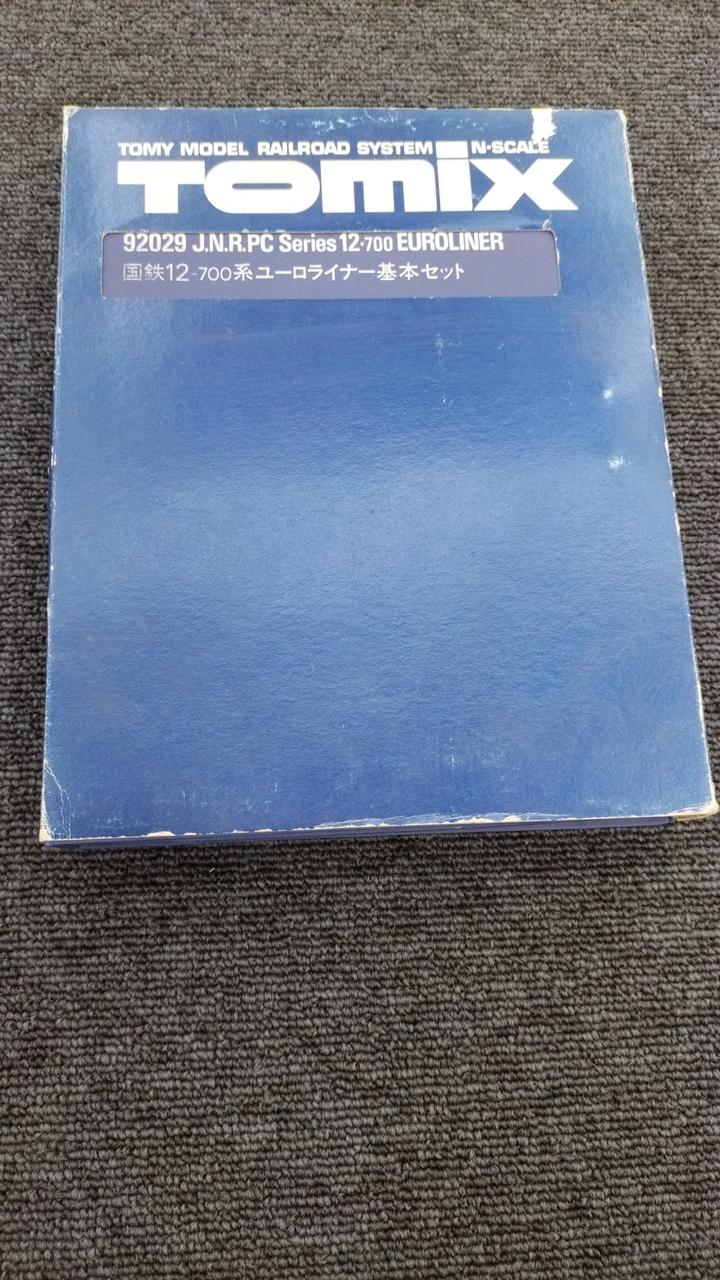 TOMY MODEL RAILROAD SYSTEM N-SCALE
TOMIX
92029 J.N.R.PC Series 12-700 EUROLINER
国鉄12-700系ユーロライナー基本セット